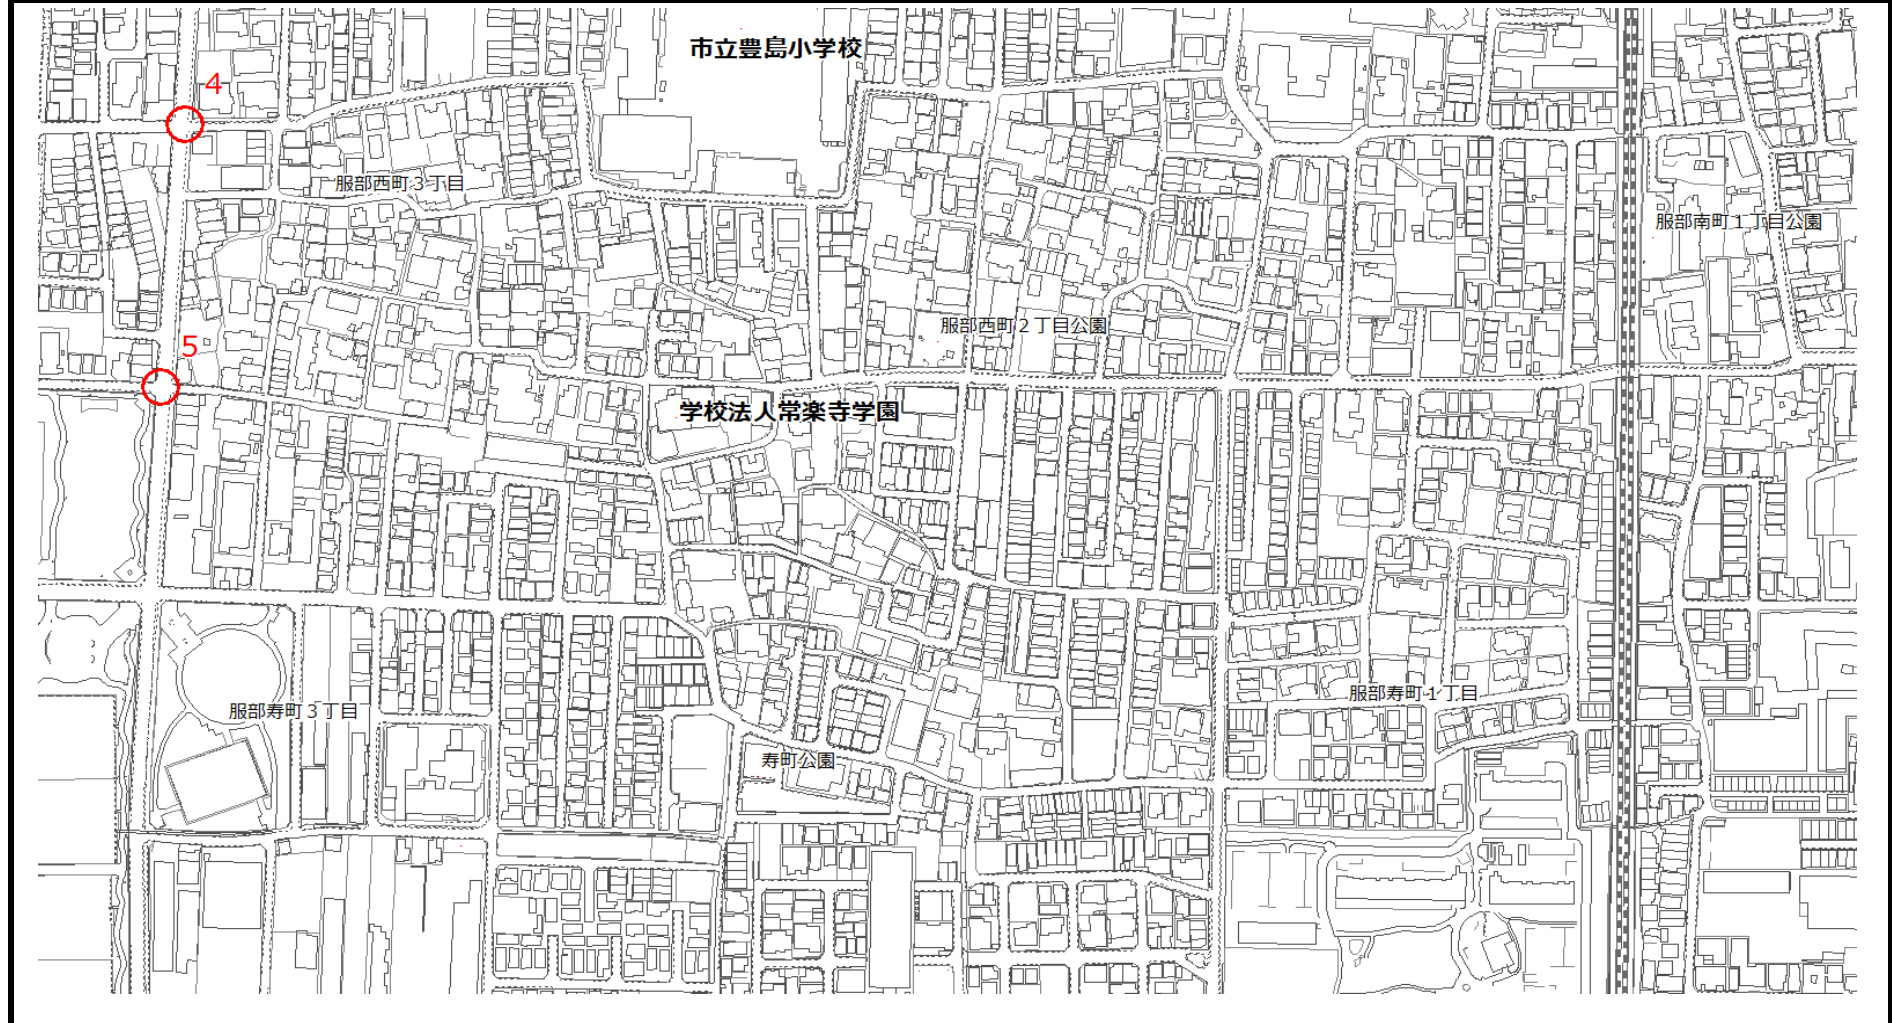 市立豊島小学校
4
服部西町３丁目
服部南町１丁目公園
服部西町２丁目公園
5
学校法人常楽寺学園
服部寿町１丁目
服部寿町３丁目
寿町公園